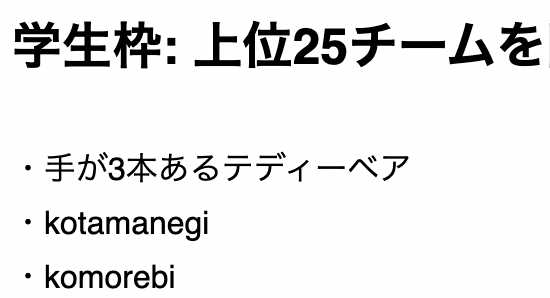 学生枠: 上位25チームを
・手が3本あるテディーベア
・kotamanegi
・komorebi